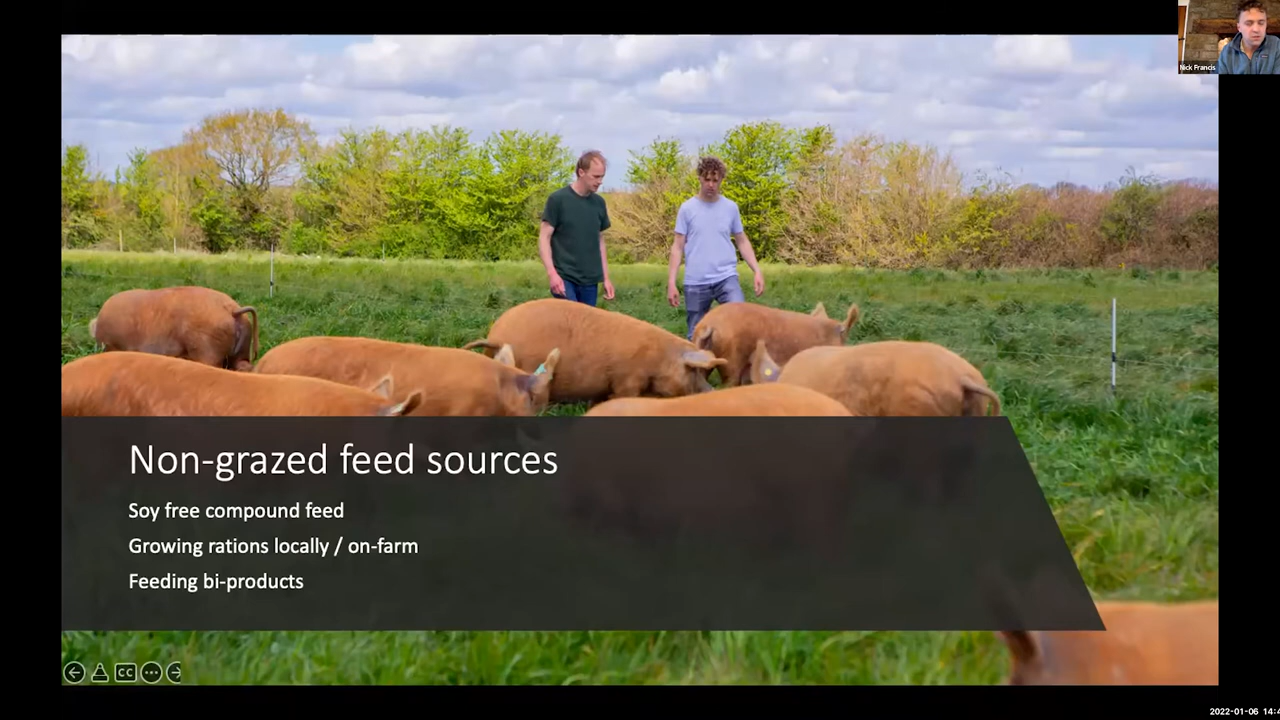 Nick Francis
Non-grazed feed sources
Soy free compound feed
Growing rations locally / on-farm
Feeding bi-products
CC
2022-01-06